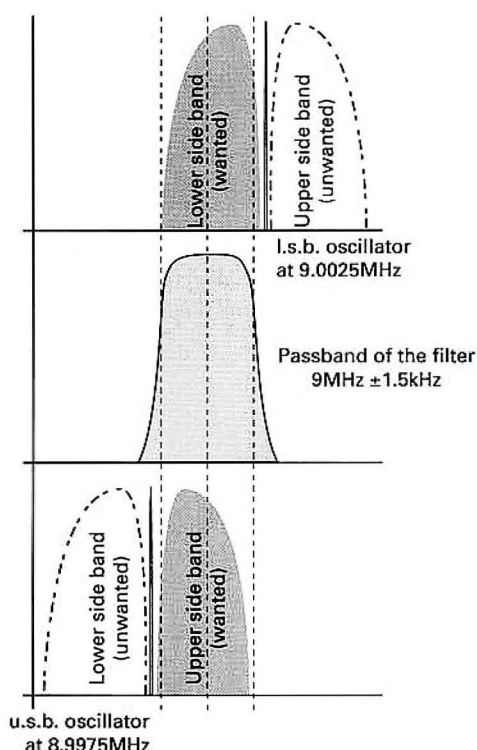 Lower side band
(wanted)
Upper side band
(unwanted)
l.s.b. oscillator
at 9.0025MHz
Passband of the filter
9MHz ±1.5kHz
Lower side band
(unwanted)
Upper side band
(wanted)
u.s.b. oscillator
at 8.9975MHz